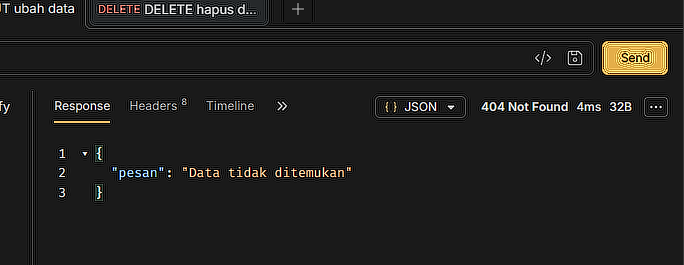 T ubah data
DELETE DELETE hapus d...
Send
fy
Response Headers 8 Timeline
{ } JSON 404 Not Found 4ms 32B
1 {
2 "pesan": "Data tidak ditemukan"
3 }